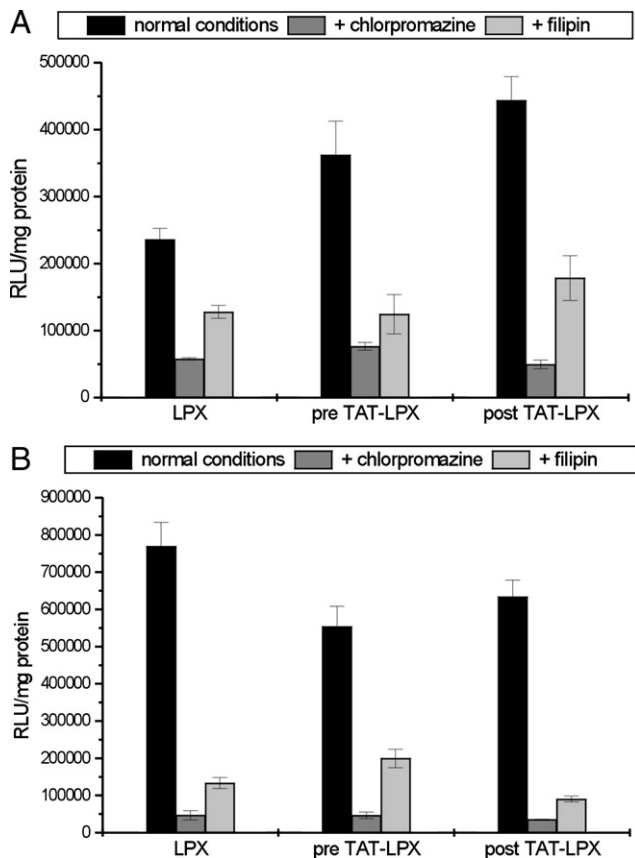 A
normal conditions + chlorpromazine + filipin
500000
400000
300000
200000
100000
0
RLU/mg protein
LPX pre TAT-LPX post TAT-LPX
B
normal conditions + chlorpromazine + filipin
900000
800000
700000
600000
500000
400000
300000
200000
100000
0
RLU/mg protein
LPX pre TAT-LPX post TAT-LPX